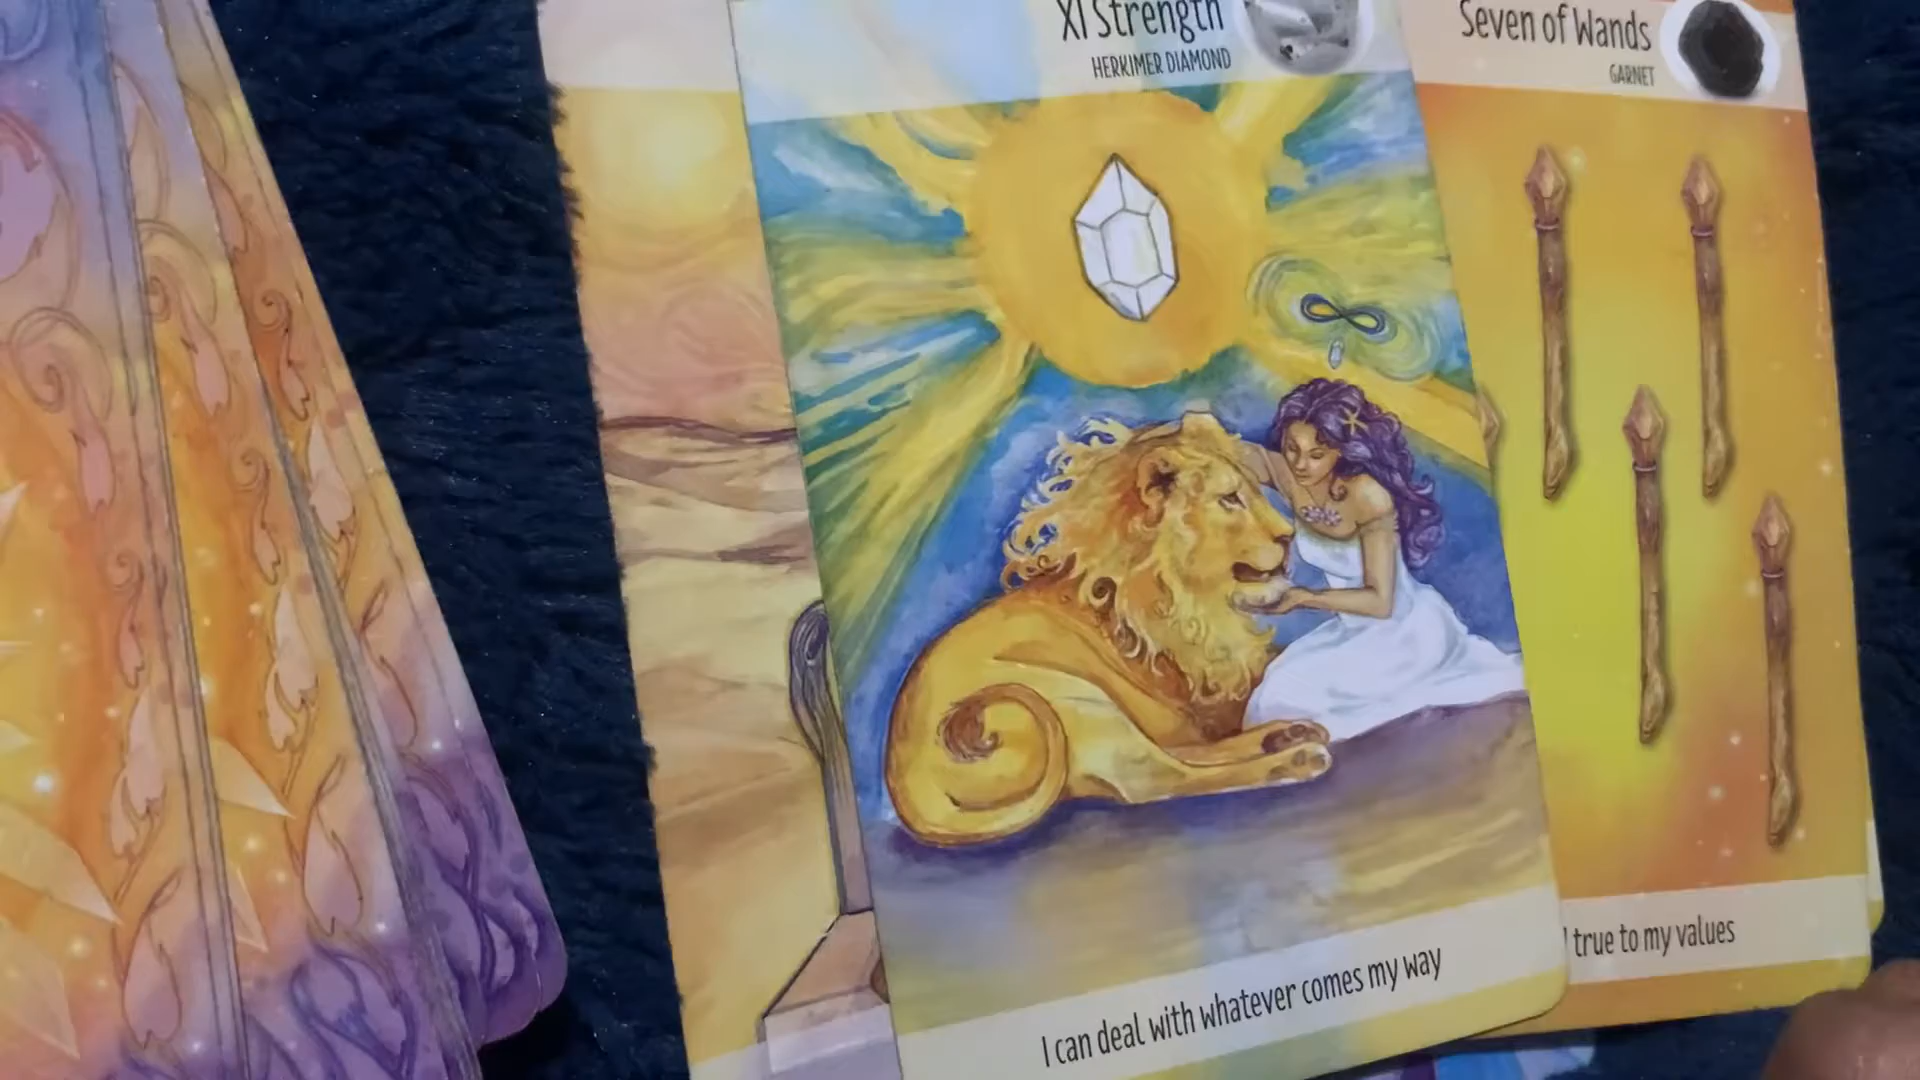 XI Strength
HERKIMER DIAMOND
I can deal with whatever comes my way
Seven of Wands
GARNET
true to my values